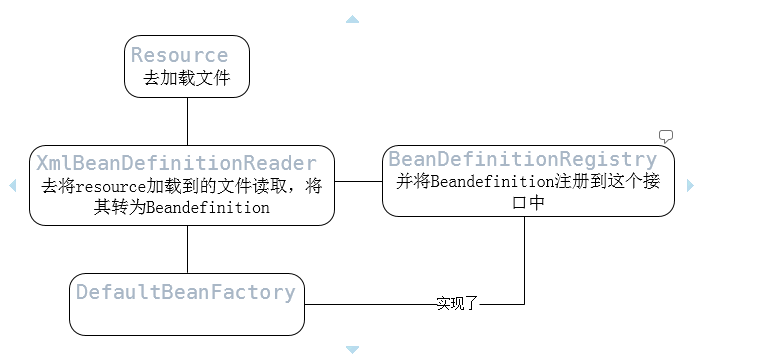 Resource
去加载文件
XmlBeanDefinitionReader
去将resource加载到的文件读取，将
其转为Beandefinition
BeanDefinitionRegistry
并将Beandefinition注册到这个接
口中
DefaultBeanFactory
实现了